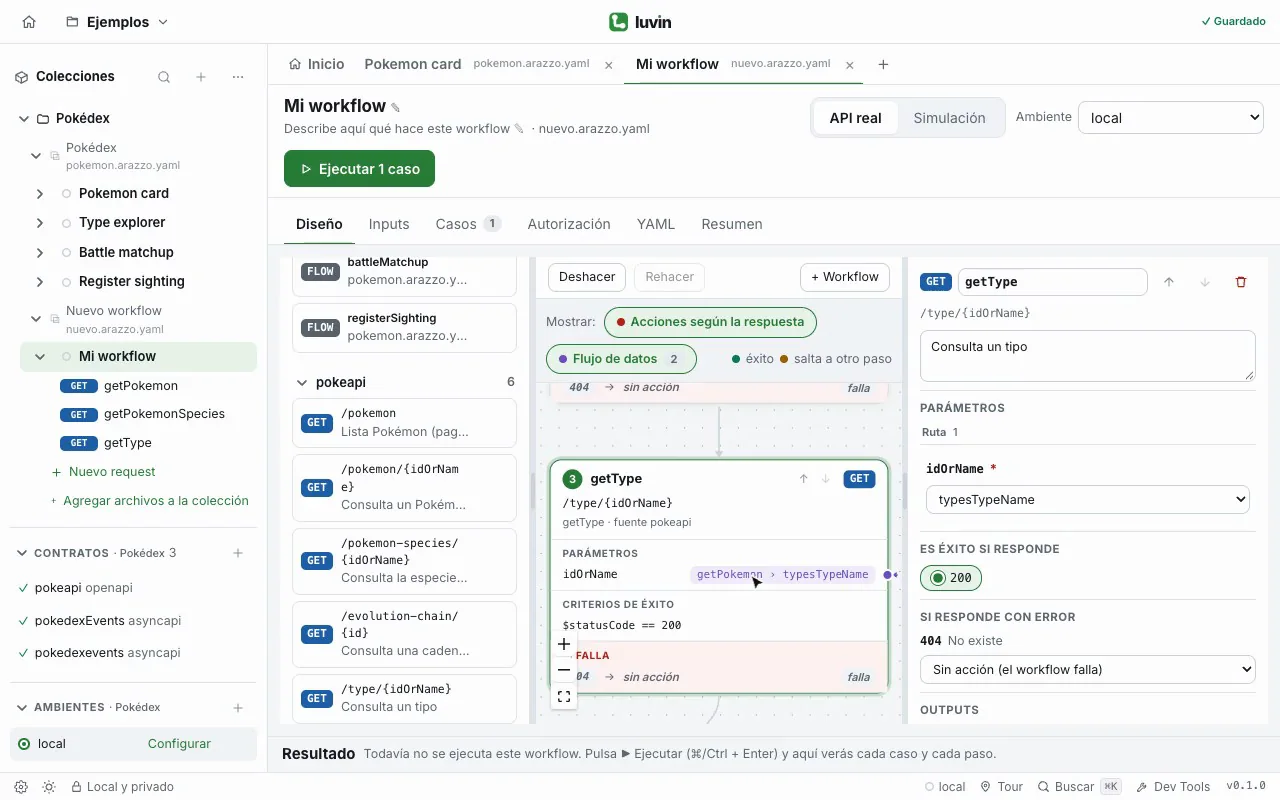 Ejemplos
luvin
Guardado
Colecciones
Pokédex
Pokédex
pokemon.arazzo.yaml
Pokemon card
Type explorer
Battle matchup
Register sighting
Nuevo workflow
nuevo.arazzo.yaml
Mi workflow
GET getPokemon
GET getPokemonSpecies
GET getType
+ Nuevo request
+ Agregar archivos a la colección
CONTRATOS · Pokédex 3
pokeapi openapi
pokedexEvents asyncapi
pokedexevents asyncapi
AMBIENTES · Pokédex
local Configurar
Local y privado
Inicio
Pokemon card pokemon.arazzo.yaml
Mi workflow nuevo.arazzo.yaml
Mi workflow
Describe aquí qué hace este workflow · nuevo.arazzo.yaml
API real Simulación
Ambiente local
Ejecutar 1 caso
Diseño Inputs Casos 1 Autorización YAML Resumen
FLOW battleMatchup
pokemon.arazzo.y...
FLOW registerSighting
pokemon.arazzo.y...
pokeapi 6
GET /pokemon
Lista Pokémon (pag...
GET /pokemon/{idOrNam
e}
Consulta un Pokém...
GET /pokemon-species/
{idOrName}
Consulta la especie...
GET /evolution-chain/
{id}
Consulta una caden...
GET /type/{idOrName}
Consulta un tipo
Deshacer Rehacer + Workflow
Mostrar: Acciones según la respuesta
Flujo de datos 2 éxito salta a otro paso
404 → sin acción falla
3 getType ↑ ↓ GET
/type/{idOrName}
getType · fuente pokeapi
PARÁMETROS
idOrName getPokemon › typesTypeName
CRITERIOS DE ÉXITO
$statusCode == 200
FALLA
04 → sin acción falla
GET getType ↑ ↓
/type/{idOrName}
Consulta un tipo
PARÁMETROS
Ruta 1
idOrName *
typesTypeName
ES ÉXITO SI RESPONDE
200
SI RESPONDE CON ERROR
404 No existe
Sin acción (el workflow falla)
OUTPUTS
Resultado Todavía no se ejecuta este workflow. Pulsa ▶ Ejecutar (⌘/Ctrl + Enter) y aquí verás cada caso y cada paso.
local Tour Buscar ⌘K Dev Tools v0.1.0